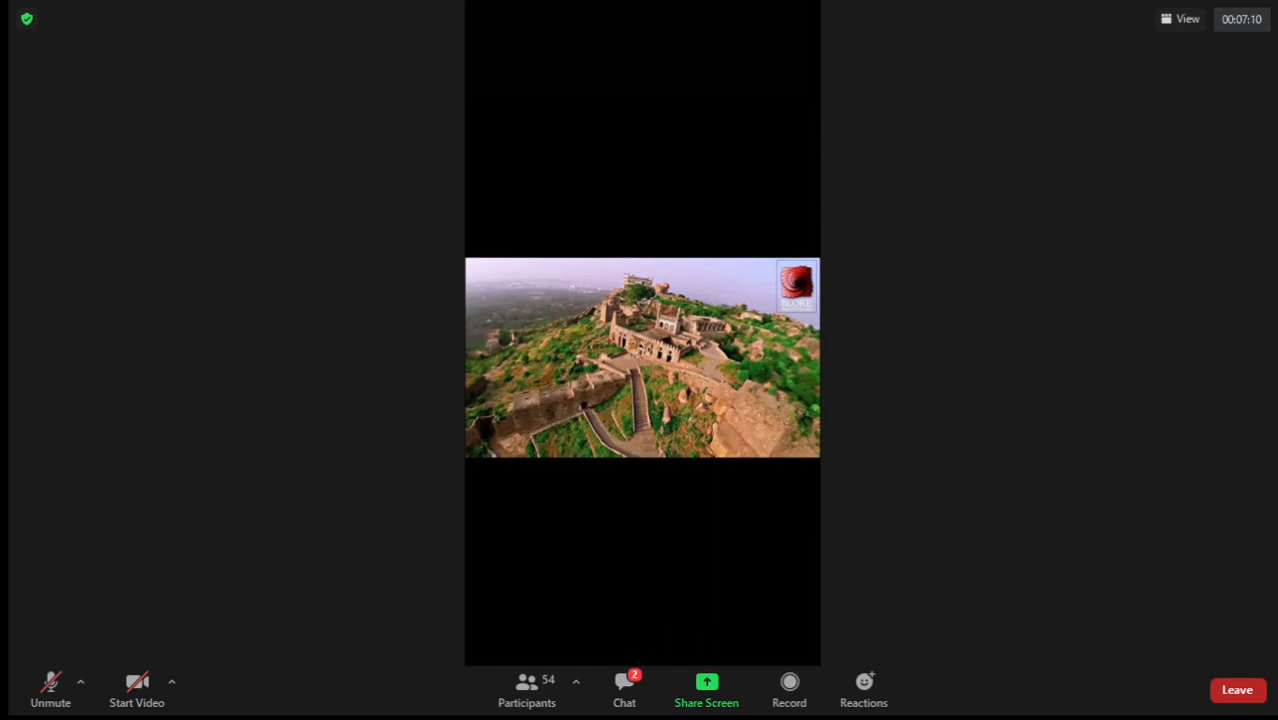 View
00:07:10
Unmute
Start Video
54
Participants
2
Chat
Share Screen
Record
Reactions
Leave